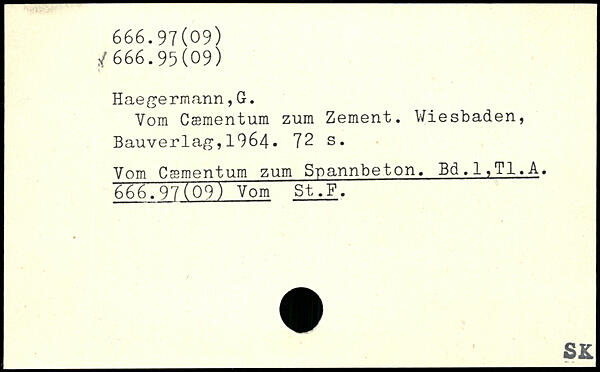 666.97(09)
666.95(09)
Haegermann,G.
Vom Cæmentum zum Zement. Wiesbaden,
Bauverlag,1964. 72 s.
Vom Cæmentum zum Spannbeton. Bd.1,Tl.A.
666.97(09) Vom St.F.
SK